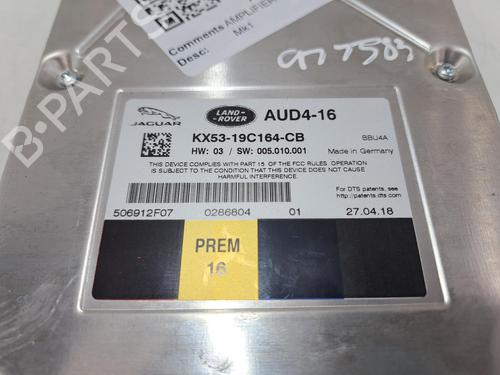 Comments AMPLIFIER
Desc: Mk1
JAGUAR
LAND-
ROVER
AUD4-16
KX53-19C164-CB
BBU4A
HW: 03 / SW: 005.010.001
Made in Germany
THIS DEVICE COMPLIES WITH PART 15 OF THE FCC RULES. OPERATION
IS SUBJECT TO THE CONDITION THAT THIS DEVICE DOES NOT CAUSE
HARMFUL INTERFERENCE
For DTS patents, see
http://patents.dts.com
506912F07 0286804 01 27.04.18
PREM
16
B-PARTS